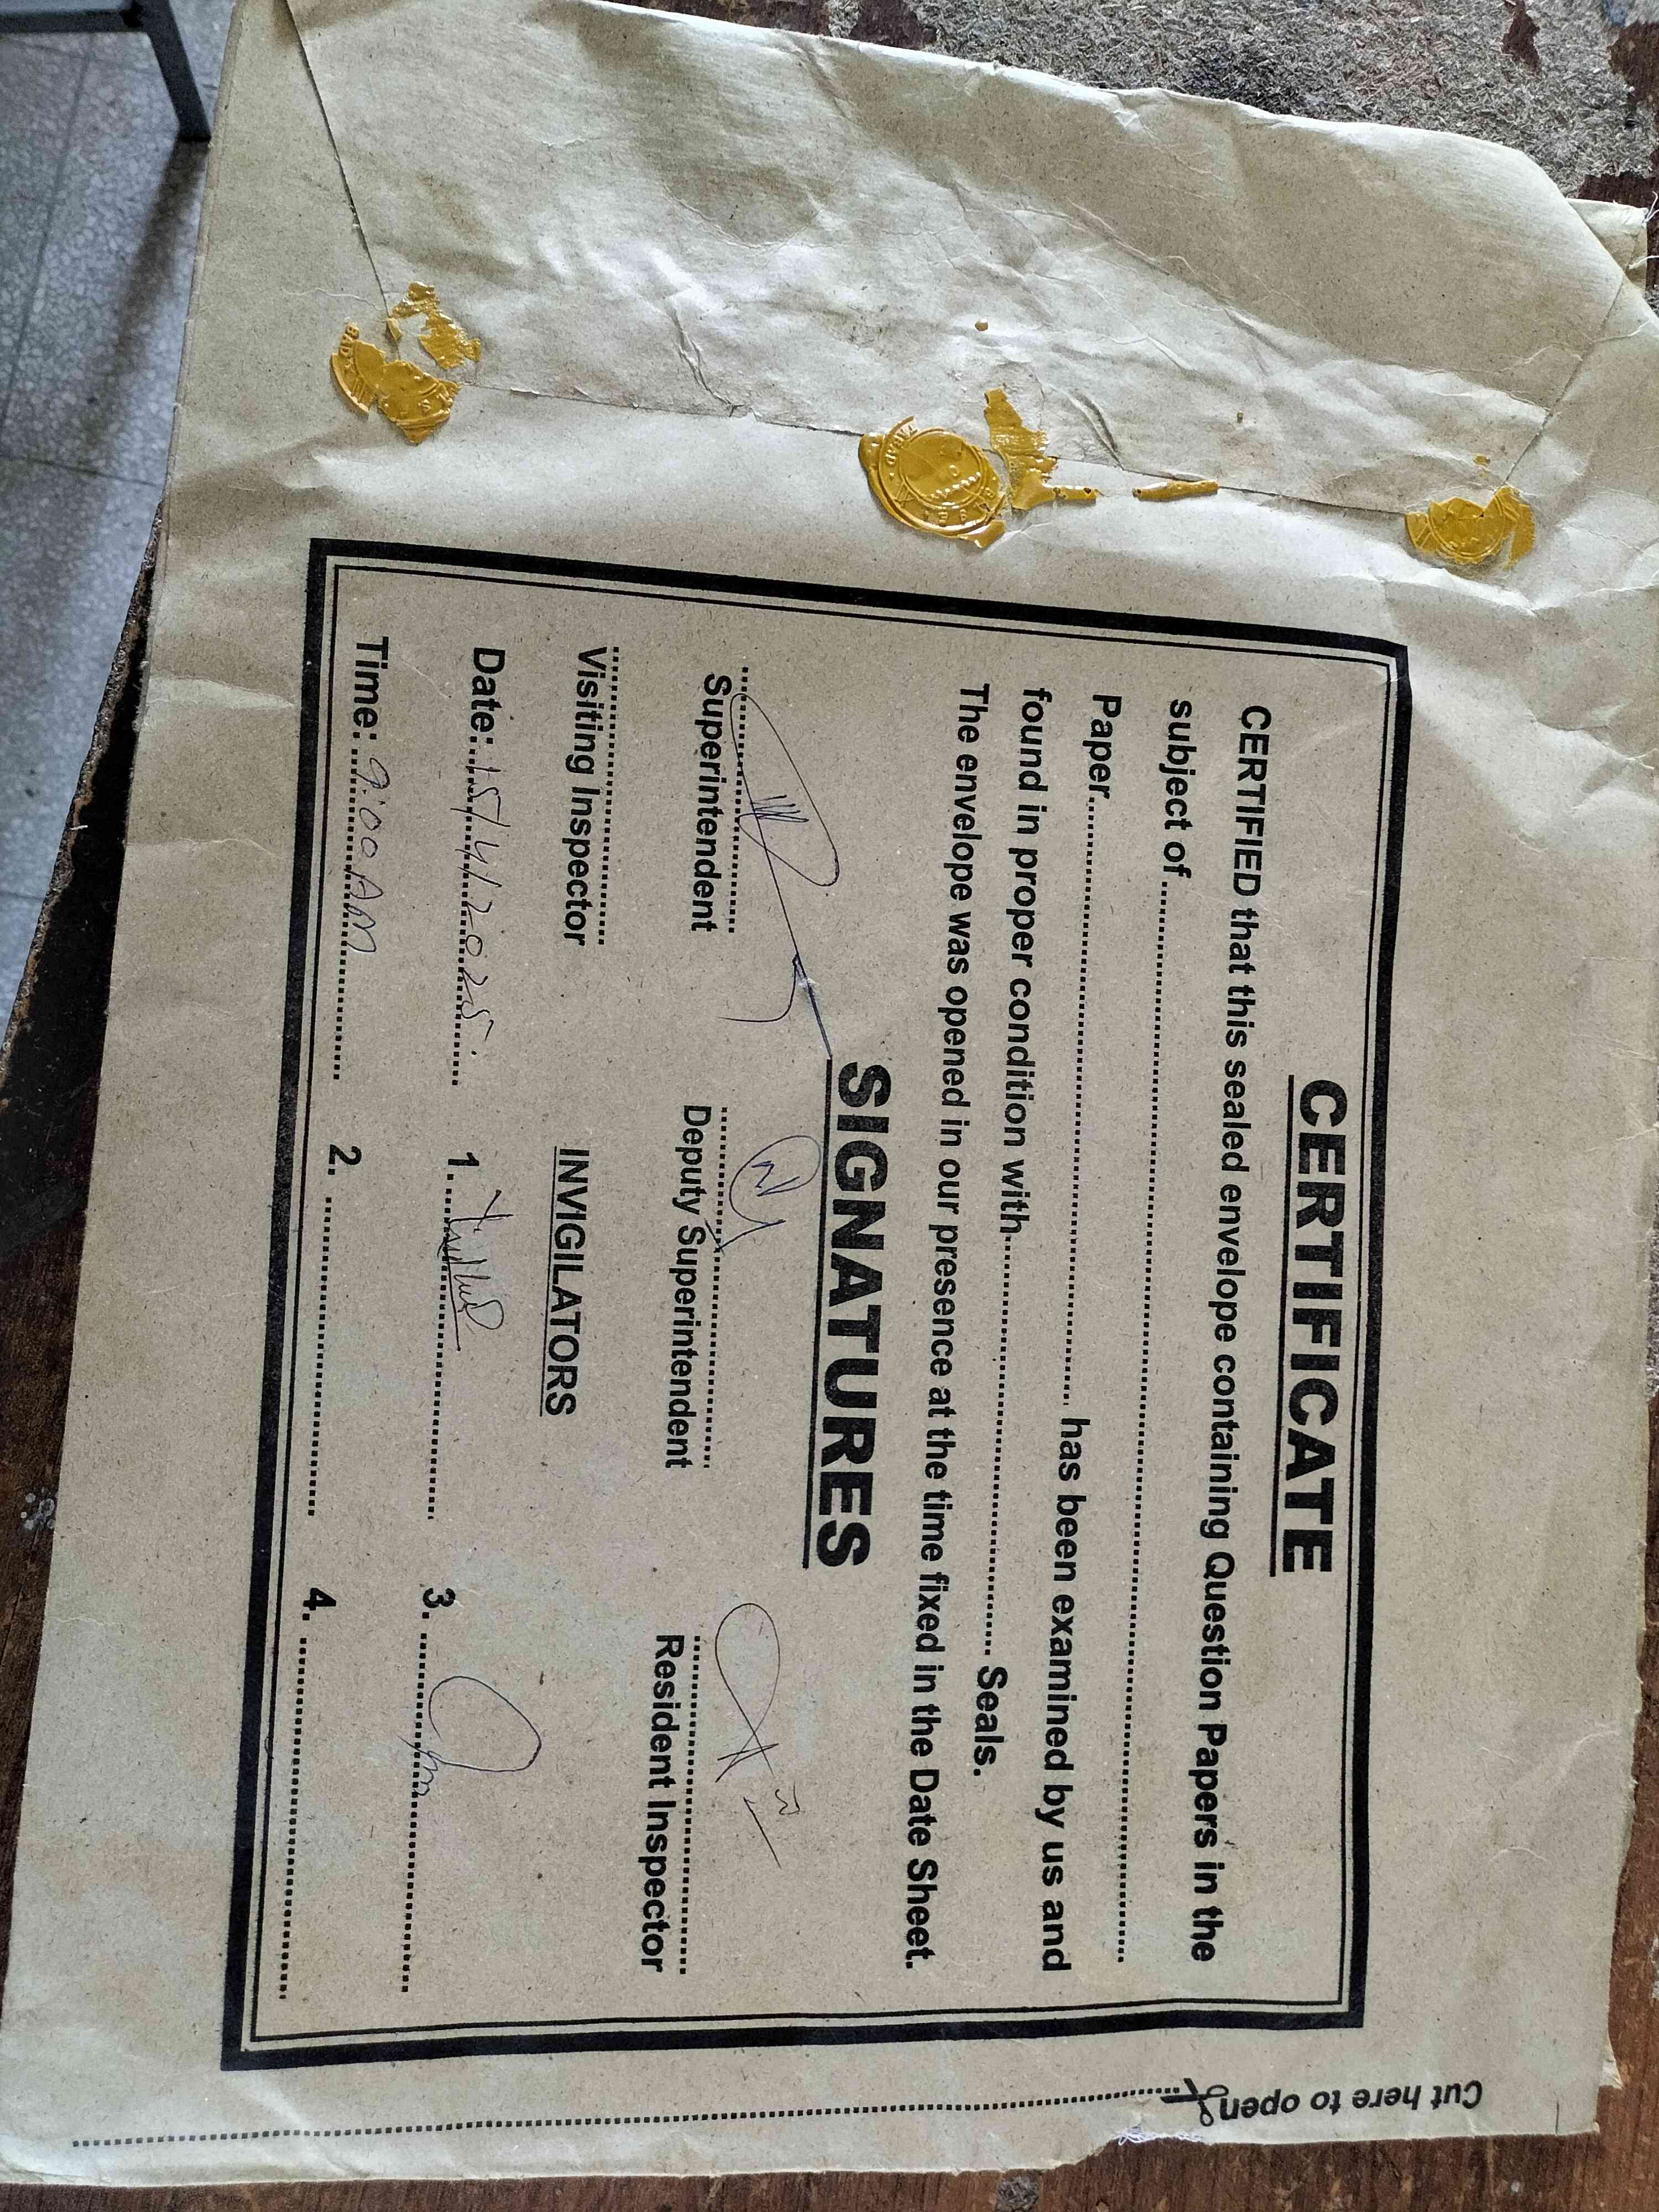 CERTIFICATE
CERTIFIED that this sealed envelope containing Question Papers in the
subject of
Paper has been examined by us and
found in proper condition with Seals.
The envelope was opened in our presence at the time fixed in the Date Sheet.
SIGNATURES
Superintendent Deputy Superintendent Resident Inspector
Visiting Inspector INVIGILATORS
Date: 15/4/2025 1. 3.
Time: 9:00 AM 2. 4.
Cut here to open